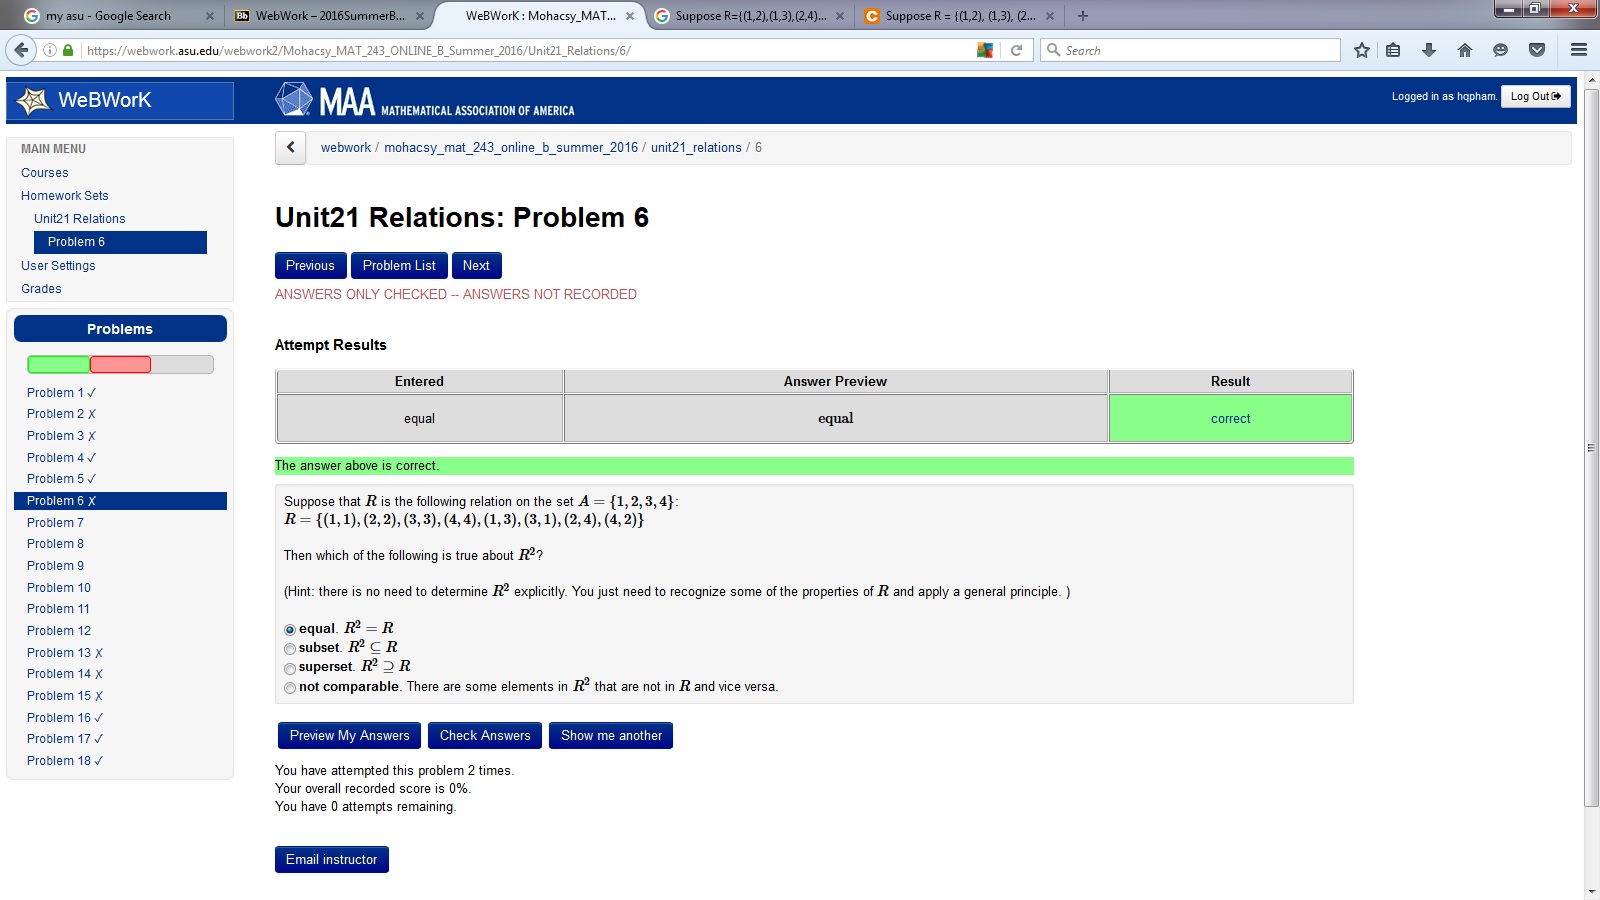 my asu - Google Search
WebWork – 2016SummerB...
WeBWorK : Mohacsy_MAT...
Suppose R={(1,2),(1,3),(2,4)...
Suppose R = {(1,2), (1,3), (2...
https://webwork.asu.edu/webwork2/Mohacsy_MAT_243_ONLINE_B_Summer_2016/Unit21_Relations/6/
Search
WeBWorK
MAA MATHEMATICAL ASSOCIATION OF AMERICA
Logged in as hqpham. Log Out
MAIN MENU
Courses
Homework Sets
Unit21 Relations
Problem 6
User Settings
Grades
Problems
Problem 1 ✓
Problem 2 ✗
Problem 3 ✗
Problem 4 ✓
Problem 5 ✓
Problem 6 ✗
Problem 7
Problem 8
Problem 9
Problem 10
Problem 11
Problem 12
Problem 13 ✗
Problem 14 ✗
Problem 15 ✗
Problem 16 ✓
Problem 17 ✓
Problem 18 ✓
webwork / mohacsy_mat_243_online_b_summer_2016 / unit21_relations / 6
Unit21 Relations: Problem 6
Previous Problem List Next
ANSWERS ONLY CHECKED -- ANSWERS NOT RECORDED
Attempt Results
Entered Answer Preview Result
equal equal correct
The answer above is correct.
Suppose that R is the following relation on the set A = {1, 2, 3, 4}:
R = {(1, 1), (2, 2), (3, 3), (4, 4), (1, 3), (3, 1), (2, 4), (4, 2)}
Then which of the following is true about R²?
(Hint: there is no need to determine R² explicitly. You just need to recognize some of the properties of R and apply a general principle. )
equal. R² = R
subset. R² ⊆ R
superset. R² ⊇ R
not comparable. There are some elements in R² that are not in R and vice versa.
Preview My Answers Check Answers Show me another
You have attempted this problem 2 times.
Your overall recorded score is 0%.
You have 0 attempts remaining.
Email instructor